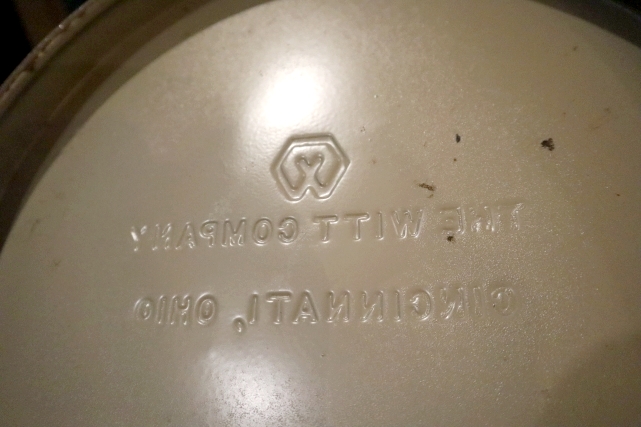 THE WITT COMPANY
CINCINNATI, OHIO